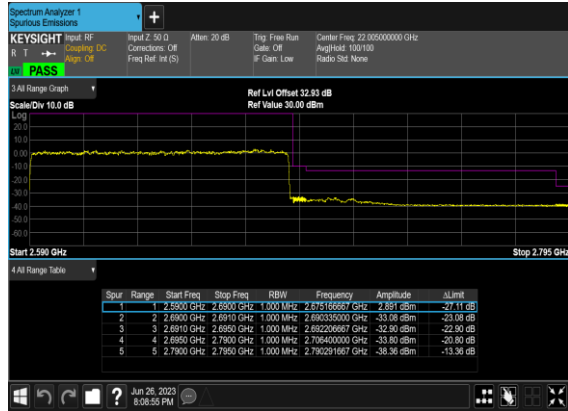 Spectrum Analyzer 1
Spurious Emissions
+
KEYSIGHT Input: RF Input Z: 50 Ω Atten: 20 dB Trig: Free Run Center Freq: 22.005000000 GHz
R T Coupling: DC Corrections: Off Gate: Off Avg|Hold: 100/100
Align: Off Freq Ref: Int (S) IF Gain: Low Radio Std: None
PASS
3 All Range Graph
Ref Lvl Offset 32.93 dB
Scale/Div 10.0 dB Ref Value 30.00 dBm
Log
20.0
10.0
0.00
-10.0
-20.0
-30.0
-40.0
-50.0
-60.0
Start 2.590 GHz Stop 2.795 GHz
4 All Range Table
Spur Range Start Freq Stop Freq RBW Frequency Amplitude ΔLimit
1 1 2.5900 GHz 2.6900 GHz 1.000 MHz 2.675166667 GHz 2.891 dBm -27.11 dB
2 2 2.6900 GHz 2.6910 GHz 1.000 MHz 2.690335000 GHz -33.08 dBm -23.08 dB
3 3 2.6910 GHz 2.6950 GHz 1.000 MHz 2.692206667 GHz -32.90 dBm -22.90 dB
4 4 2.6950 GHz 2.7900 GHz 1.000 MHz 2.706400000 GHz -33.80 dBm -20.80 dB
5 5 2.7900 GHz 2.7950 GHz 1.000 MHz 2.790291667 GHz -38.36 dBm -13.36 dB
? Jun 26, 2023
8:08:55 PM